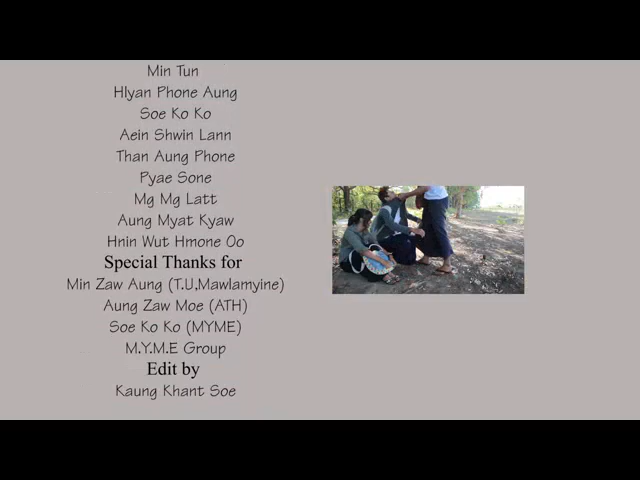 Min Tun
Hlyan Phone Aung
Soe Ko Ko
Aein Shwin Lann
Than Aung Phone
Pyae Sone
Mg Mg Latt
Aung Myat Kyaw
Hnin Wut Hmone Oo
Special Thanks for
Min Zaw Aung (T.U,Mawlamyine)
Aung Zaw Moe (ATH)
Soe Ko Ko (MYME)
M.Y.M.E Group
Edit by
Kaung Khant Soe